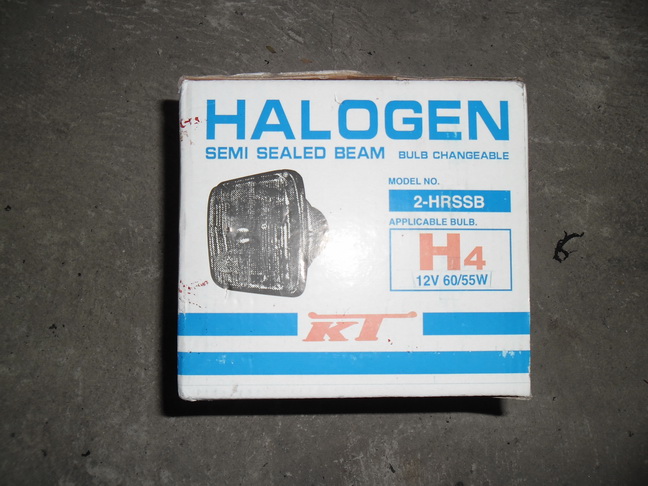 HALOGEN
SEMI SEALED BEAM BULB CHANGEABLE
MODEL NO.
2-HRSSB
APPLICABLE BULB.
H4
12V 60/55W
KT